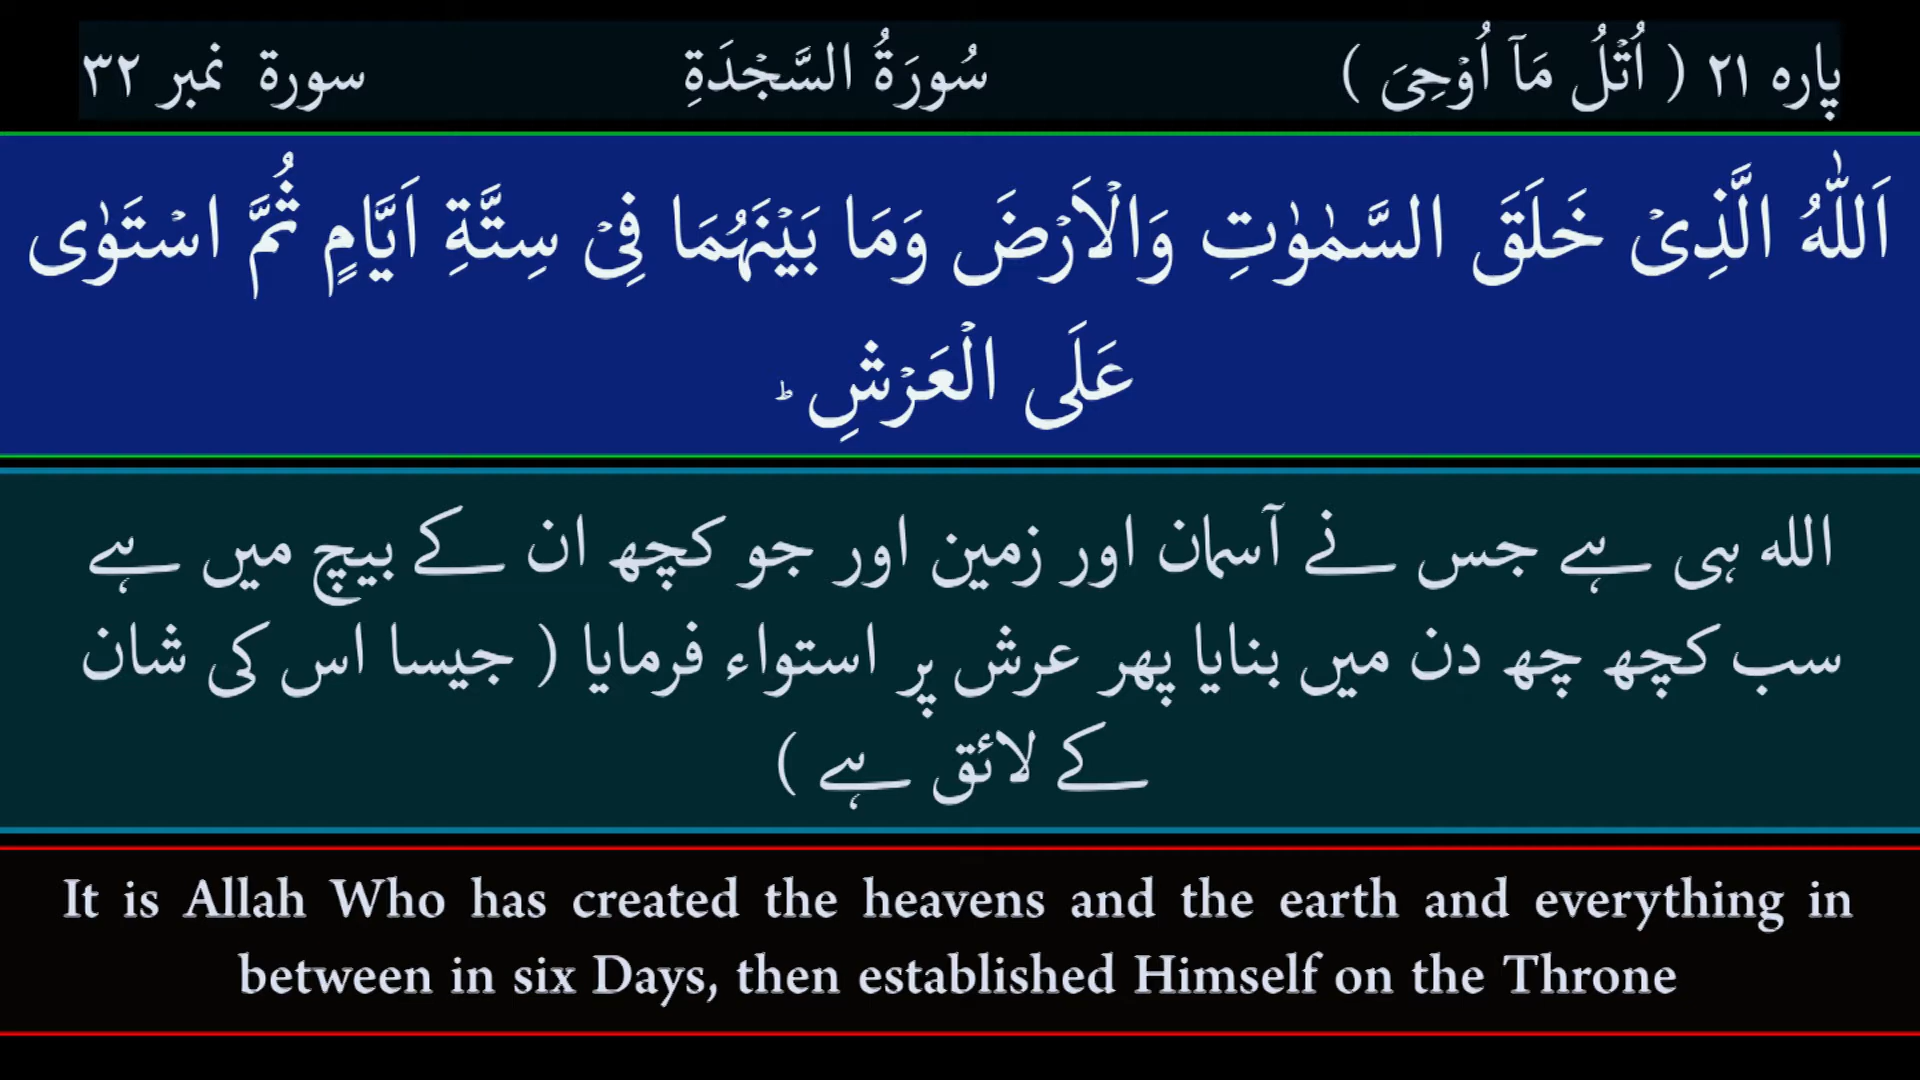 پاره ۲۱ ( اُتۡلُ مَاۤ اُوۡحِیَ ) سُورَةُ السَّجۡدَةِ سورة نمبر ۳۲
اَللّٰهُ الَّذِیۡ خَلَقَ السَّمٰوٰتِ وَالۡاَرۡضَ وَمَا بَیۡنَهُمَا فِیۡ سِتَّةِ اَیَّامٍ ثُمَّ اسۡتَوٰی
عَلَی الۡعَرۡشِ ؕ
الله ہی ہے جس نے آسمان اور زمین اور جو کچھ ان کے بیچ میں ہے
سب کچھ چھ دن میں بنایا پھر عرش پر استواء فرمایا ( جیسا اس کی شان
کے لائق ہے )
It is Allah Who has created the heavens and the earth and everything in
between in six Days, then established Himself on the Throne